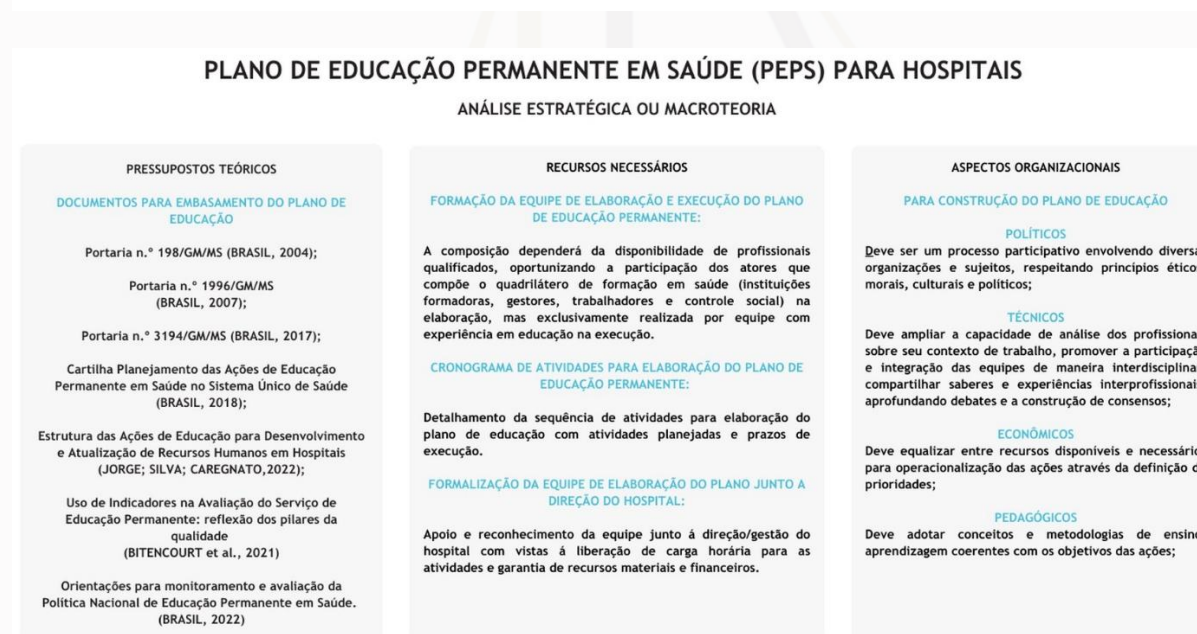 PLANO DE EDUCAÇÃO PERMANENTE EM SAÚDE (PEPS) PARA HOSPITAIS
ANÁLISE ESTRATÉGICA OU MACROTEORIA
PRESSUPOSTOS TEÓRICOS
DOCUMENTOS PARA EMBASAMENTO DO PLANO DE
EDUCAÇÃO
Portaria n.º 198/GM/MS (BRASIL, 2004);
Portaria n.º 1996/GM/MS
(BRASIL, 2007);
Portaria n.º 3194/GM/MS (BRASIL, 2017);
Cartilha Planejamento das Ações de Educação
Permanente em Saúde no Sistema Único de Saúde
(BRASIL, 2018);
Estrutura das Ações de Educação para Desenvolvimento
e Atualização de Recursos Humanos em Hospitais
(JORGE; SILVA; CAREGNATO,2022);
Uso de Indicadores na Avaliação do Serviço de
Educação Permanente: reflexão dos pilares da
qualidade
(BITENCOURT et al., 2021)
Orientações para monitoramento e avaliação da
Política Nacional de Educação Permanente em Saúde.
(BRASIL, 2022)
RECURSOS NECESSÁRIOS
FORMAÇÃO DA EQUIPE DE ELABORAÇÃO E EXECUÇÃO DO PLANO
DE EDUCAÇÃO PERMANENTE:
A composição dependerá da disponibilidade de profissionais
qualificados, oportunizando a participação dos atores que
compõe o quadrilátero de formação em saúde (instituições
formadoras, gestores, trabalhadores e controle social) na
elaboração, mas exclusivamente realizada por equipe com
experiência em educação na execução.
CRONOGRAMA DE ATIVIDADES PARA ELABORAÇÃO DO PLANO DE
EDUCAÇÃO PERMANENTE:
Detalhamento da sequência de atividades para elaboração do
plano de educação com atividades planejadas e prazos de
execução.
FORMALIZAÇÃO DA EQUIPE DE ELABORAÇÃO DO PLANO JUNTO A
DIREÇÃO DO HOSPITAL:
Apoio e reconhecimento da equipe junto á direção/gestão do
hospital com vistas á liberação de carga horária para as
atividades e garantia de recursos materiais e financeiros.
ASPECTOS ORGANIZACIONAIS
PARA CONSTRUÇÃO DO PLANO DE EDUCAÇÃO
POLÍTICOS
Deve ser um processo participativo envolvendo diversa
organizações e sujeitos, respeitando princípios ético
morais, culturais e políticos;
TÉCNICOS
Deve ampliar a capacidade de análise dos profissiona
sobre seu contexto de trabalho, promover a participaçã
e integração das equipes de maneira interdisciplina
compartilhar saberes e experiências interprofissionai
aprofundando debates e a construção de consensos;
ECONÔMICOS
Deve equalizar entre recursos disponíveis e necessário
para operacionalização das ações através da definição d
prioridades;
PEDAGÓGICOS
Deve adotar conceitos e metodologias de ensino
aprendizagem coerentes com os objetivos das ações;